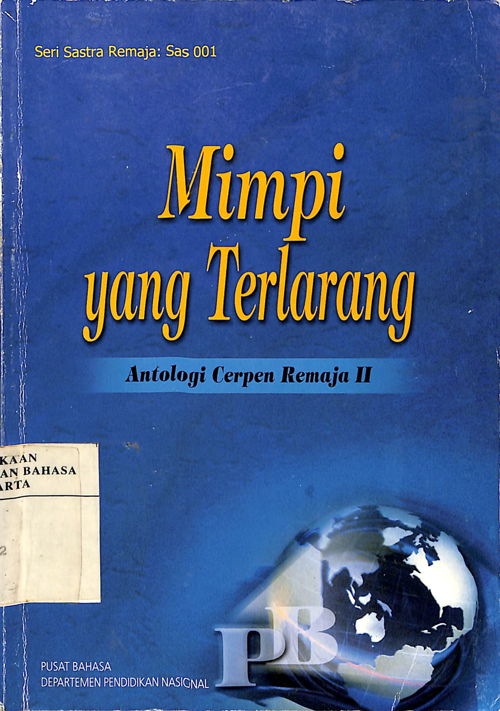 Seri Sastra Remaja: Sas 001
Mimpi
yang Terlarang
Antologi Cerpen Remaja II
KAAN
AN BAHASA
ARTA
2
PB
PUSAT BAHASA
DEPARTEMEN PENDIDIKAN NASIONAL